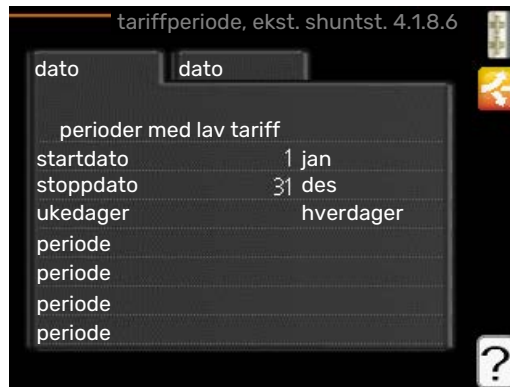 tariffperiode, ekst. shuntst. 4.1.8.6
dato dato
perioder med lav tariff
startdato 1 jan
stoppdato 31 des
ukedager hverdager
periode
periode
periode
periode
?